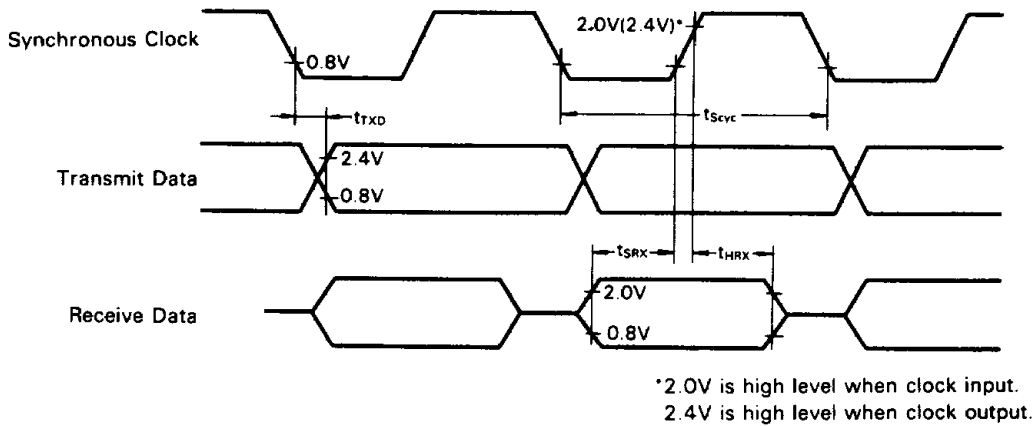 Synchronous Clock
0.8V
2.0V(2.4V)*
tTXD
tScyc
Transmit Data
2.4V
0.8V
tSRX
tHRX
Receive Data
2.0V
0.8V
*2.0V is high level when clock input.
2.4V is high level when clock output.